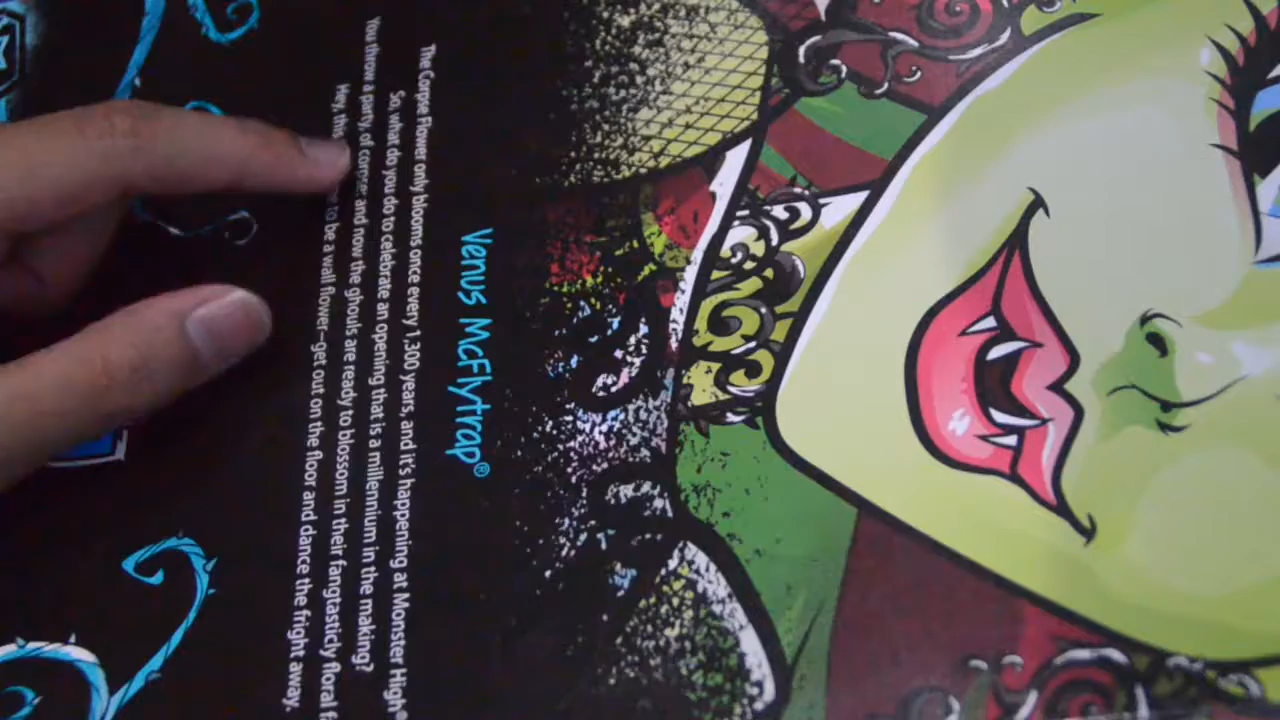 Venus McFlytrap®
The Corpse Flower only blooms once every 1,300 years, and it's happening at Monster High®
So, what do you do to celebrate an opening that is a millennium in the making?
You throw a party, of corpse: and now the ghouls are ready to blossom in their fangtasticly floral
Hey, this to be a wall flower–get out on the floor and dance the fright away.